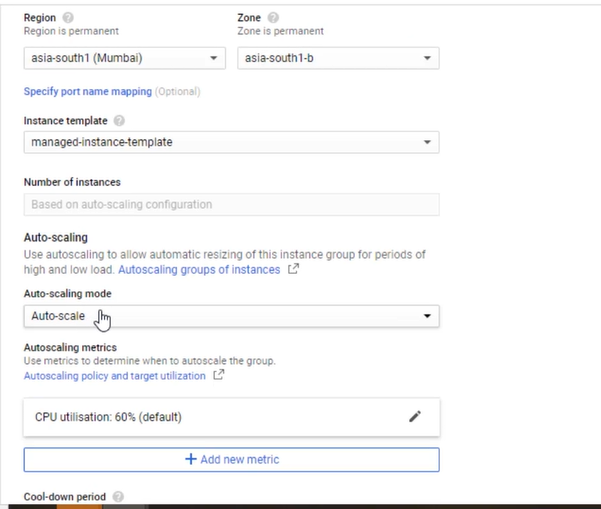 Region
Zone
Region is permanent
Zone is permanent
asia-south1 (Mumbai)
asia-south1-b
Specify port name mapping (Optional)
Instance template
managed-instance-template
Number of instances
Based on auto-scaling configuration
Auto-scaling
Use autoscaling to allow automatic resizing of this instance group for periods of
high and low load. Autoscaling groups of instances
Auto-scaling mode
Auto-scale
Autoscaling metrics
Use metrics to determine when to autoscale the group.
Autoscaling policy and target utilization
CPU utilisation: 60% (default)
+ Add new metric
Cool-down period